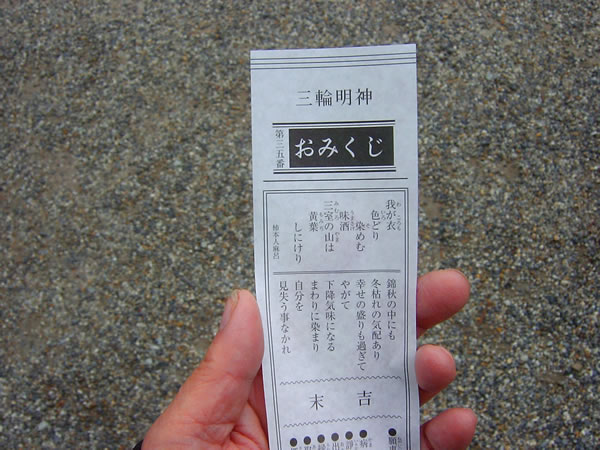 三輪明神
第三五番
おみくじ
我が衣
色どり
染めむ
味酒
三室の山は
黄葉
しにけり
柿本人麻呂
錦秋の中にも
冬枯れの気配あり
幸せの盛りも過ぎて
やがて
下降気味になる
まわりに染まり
自分を
見失う事なかれ
末吉